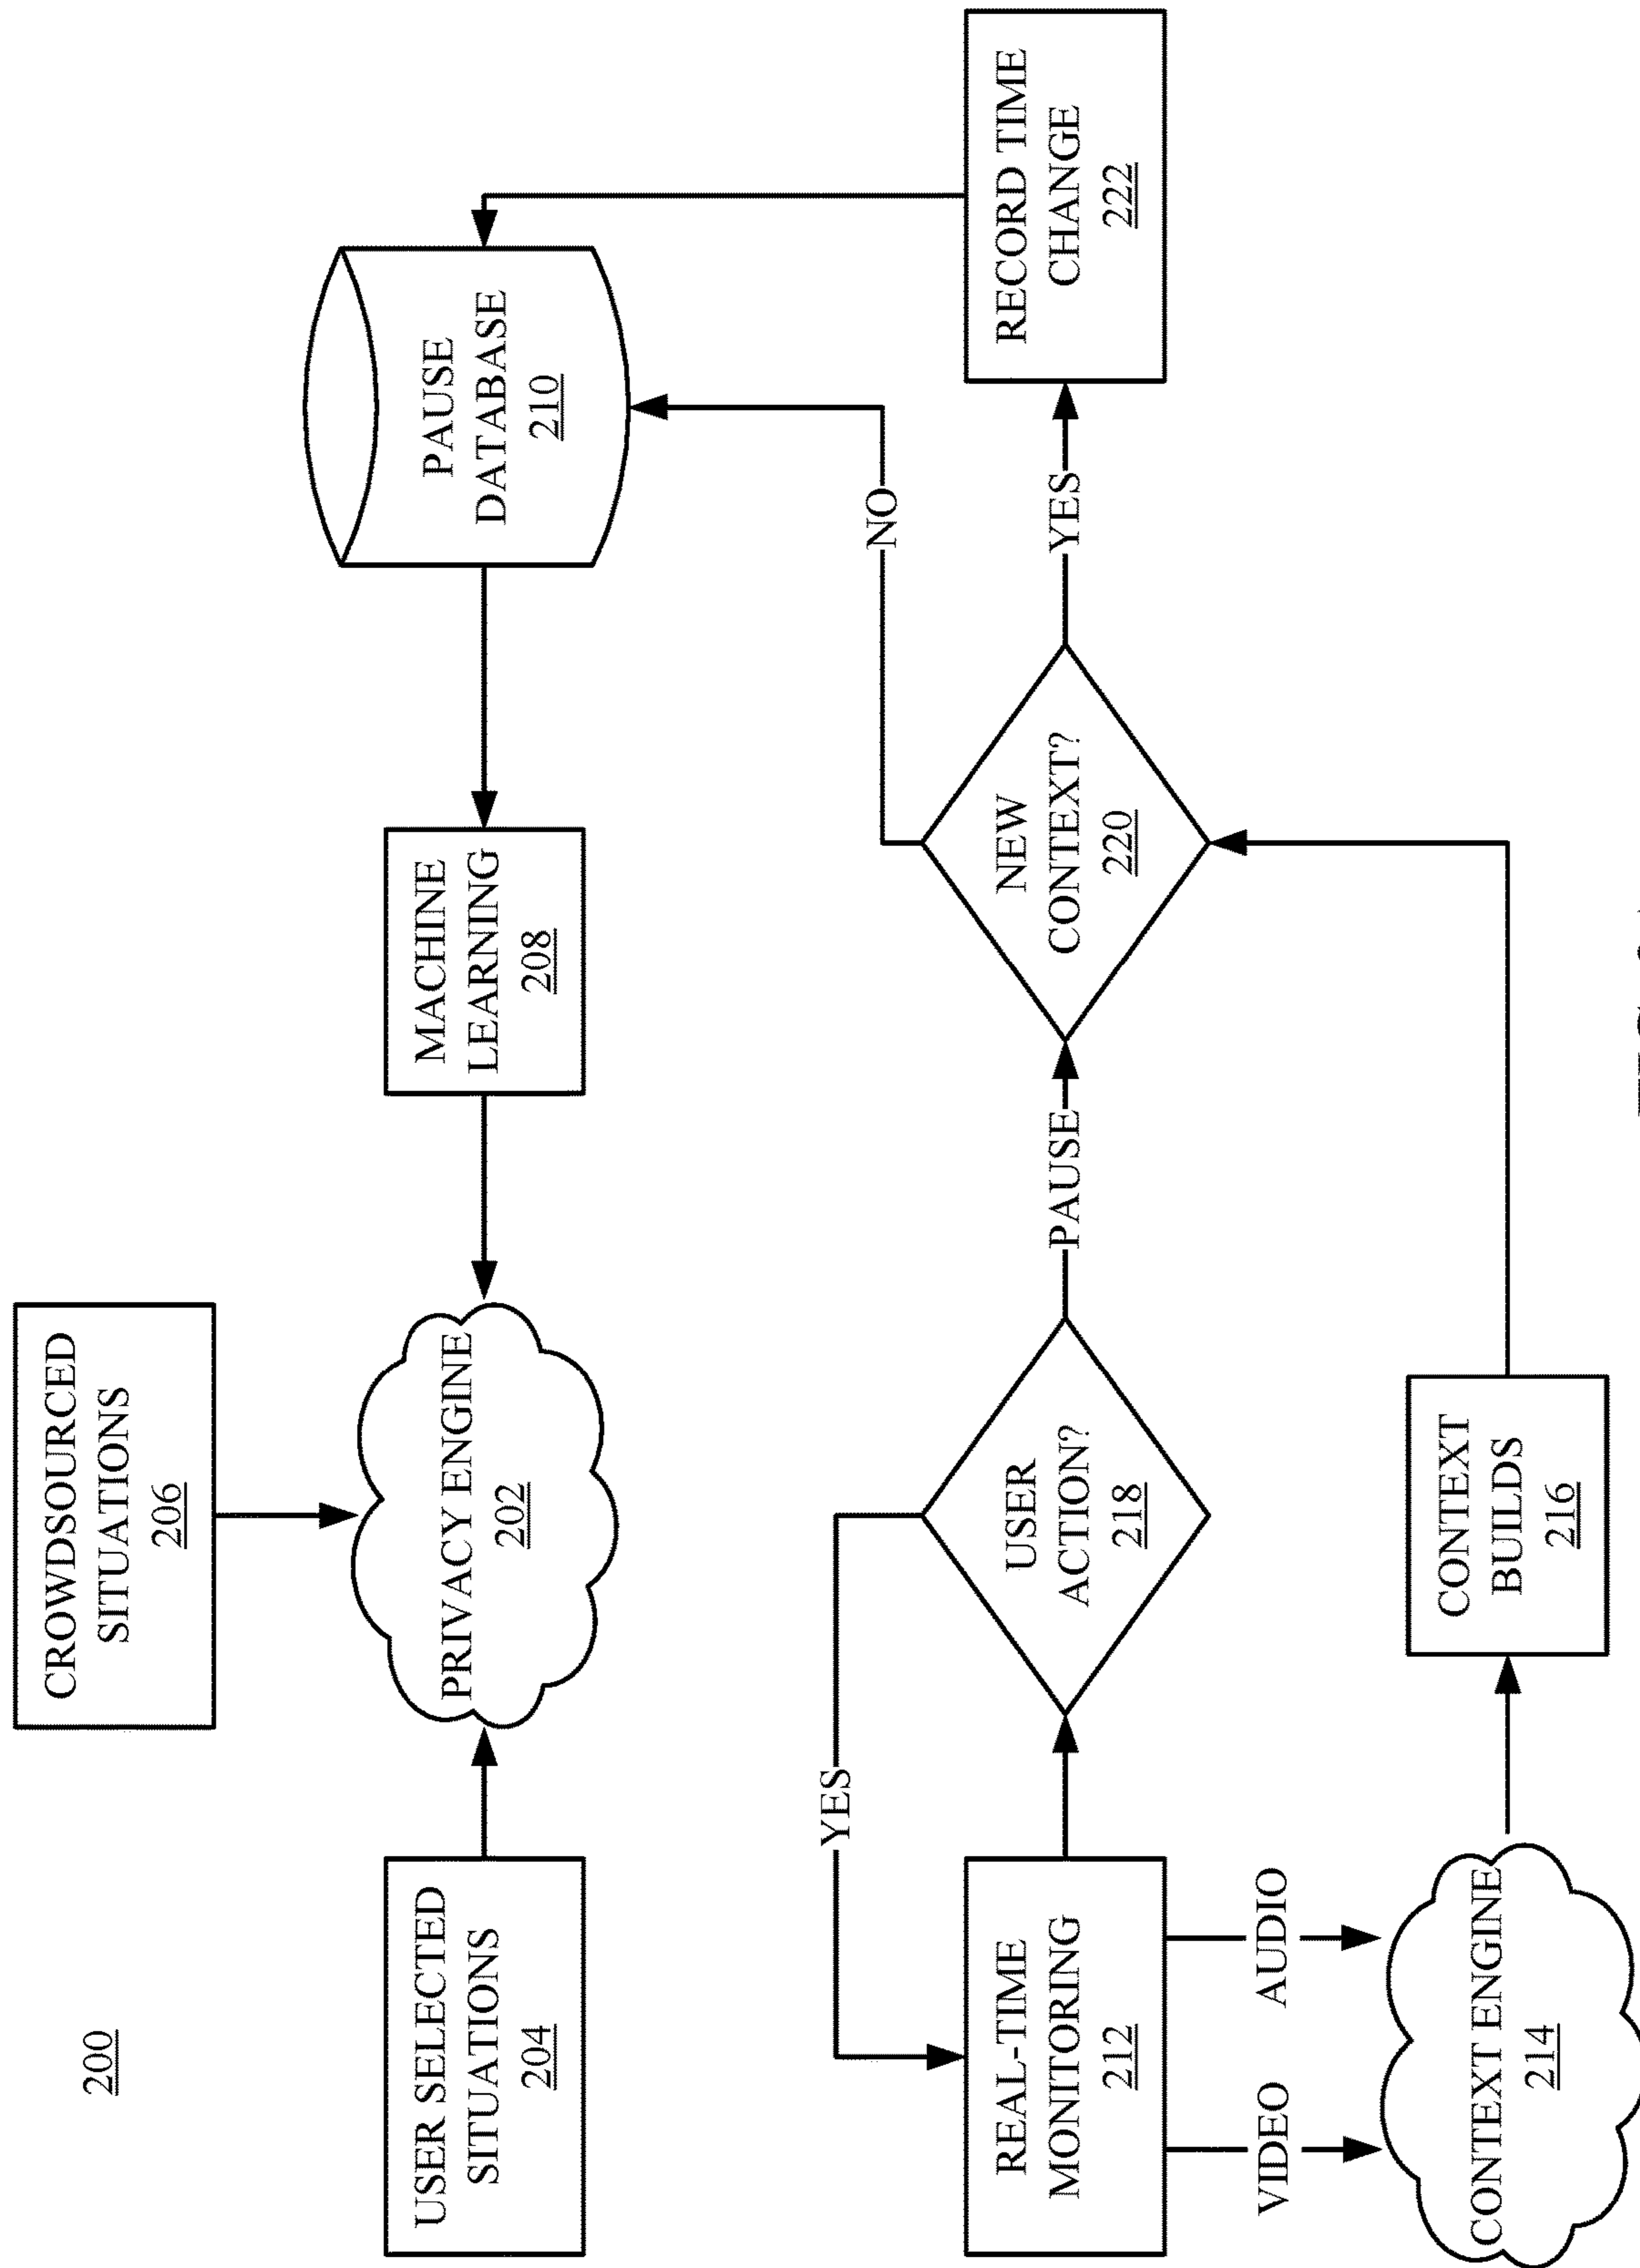 200
CROWDSOURCED
SITUATIONS
206
USER SELECTED
SITUATIONS
204
PRIVACY ENGINE
202
MACHINE
LEARNING
208
PAUSE
DATABASE
210
YES
NO
REAL-TIME
MONITORING
212
USER
ACTION?
218
PAUSE
NEW
CONTEXT?
220
YES
RECORD TIME
CHANGE
222
VIDEO
AUDIO
CONTEXT ENGINE
214
CONTEXT
BUILDS
216